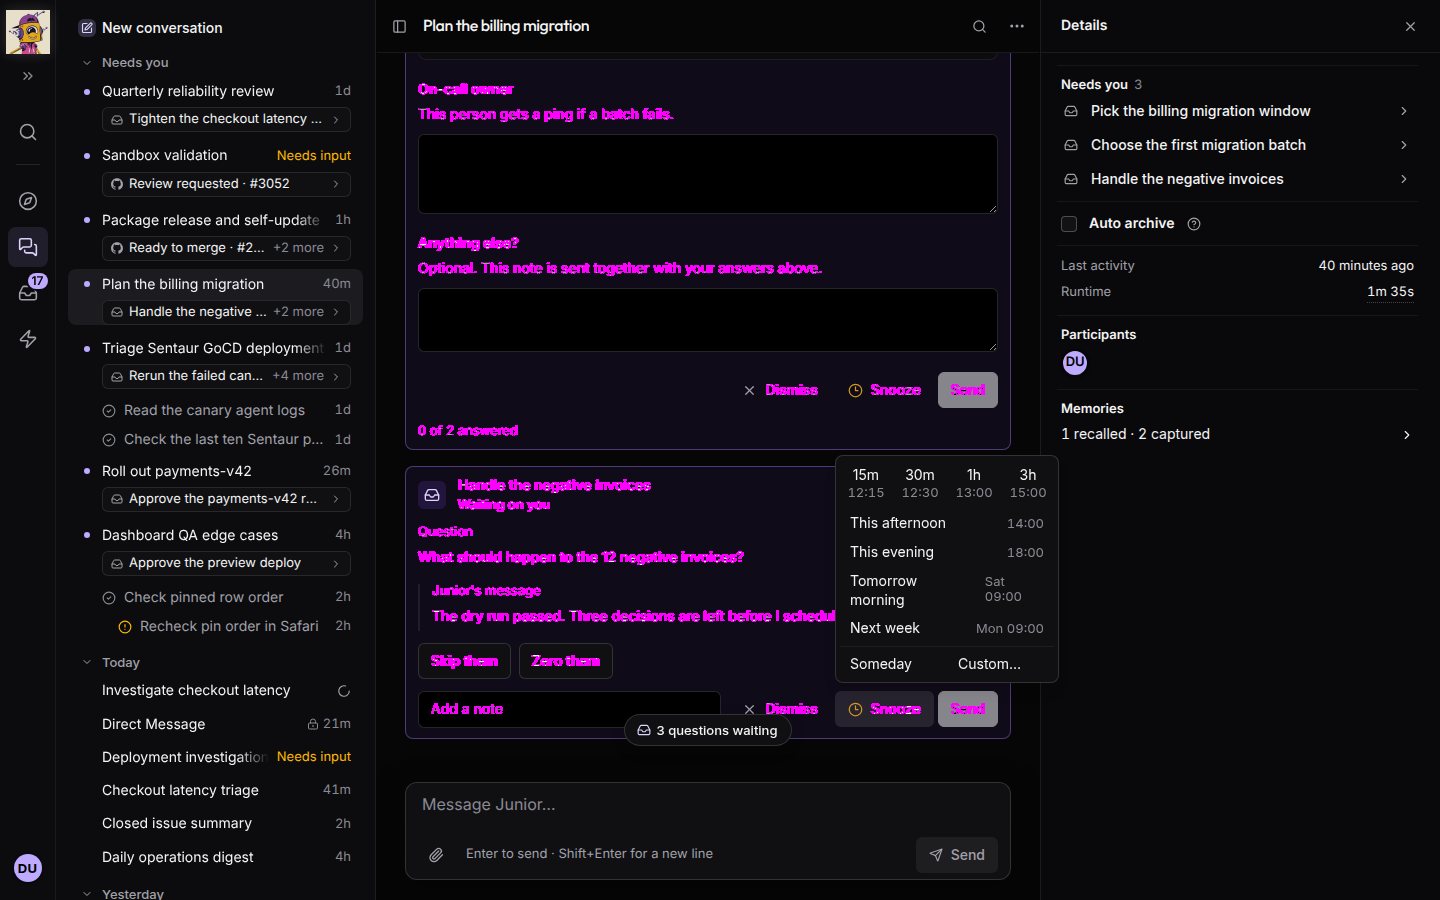 New conversation
Needs you
Quarterly reliability review 1d
Tighten the checkout latency ...
Sandbox validation Needs input
Review requested · #3052
Package release and self-update 1h
Ready to merge · #2... +2 more
Plan the billing migration 40m
Handle the negative ... +2 more
Triage Sentaur GoCD deployment 1d
Rerun the failed can... +4 more
Read the canary agent logs 1d
Check the last ten Sentaur p... 1d
Roll out payments-v42 26m
Approve the payments-v42 r...
Dashboard QA edge cases 4h
Approve the preview deploy
Check pinned row order 2h
Recheck pin order in Safari 2h
Today
Investigate checkout latency
Direct Message 21m
Deployment investigation Needs input
Checkout latency triage 41m
Closed issue summary 2h
Daily operations digest 4h
Yesterday
17
DU
Plan the billing migration
On-call owner
This person gets a ping if a batch fails.
Anything else?
Optional. This note is sent together with your answers above.
Dismiss Snooze Send
0 of 2 answered
Handle the negative invoices
Waiting on you
Question
What should happen to the 12 negative invoices?
Junior's message
The dry run passed. Three decisions are left before I schedul
Skip them Zero them
Add a note Dismiss Snooze Send
3 questions waiting
15m 30m 1h 3h
12:15 12:30 13:00 15:00
This afternoon 14:00
This evening 18:00
Tomorrow morning Sat 09:00
Next week Mon 09:00
Someday Custom...
Message Junior...
Enter to send · Shift+Enter for a new line
Send
Details
Needs you 3
Pick the billing migration window
Choose the first migration batch
Handle the negative invoices
Auto archive
Last activity 40 minutes ago
Runtime 1m 35s
Participants
DU
Memories
1 recalled · 2 captured